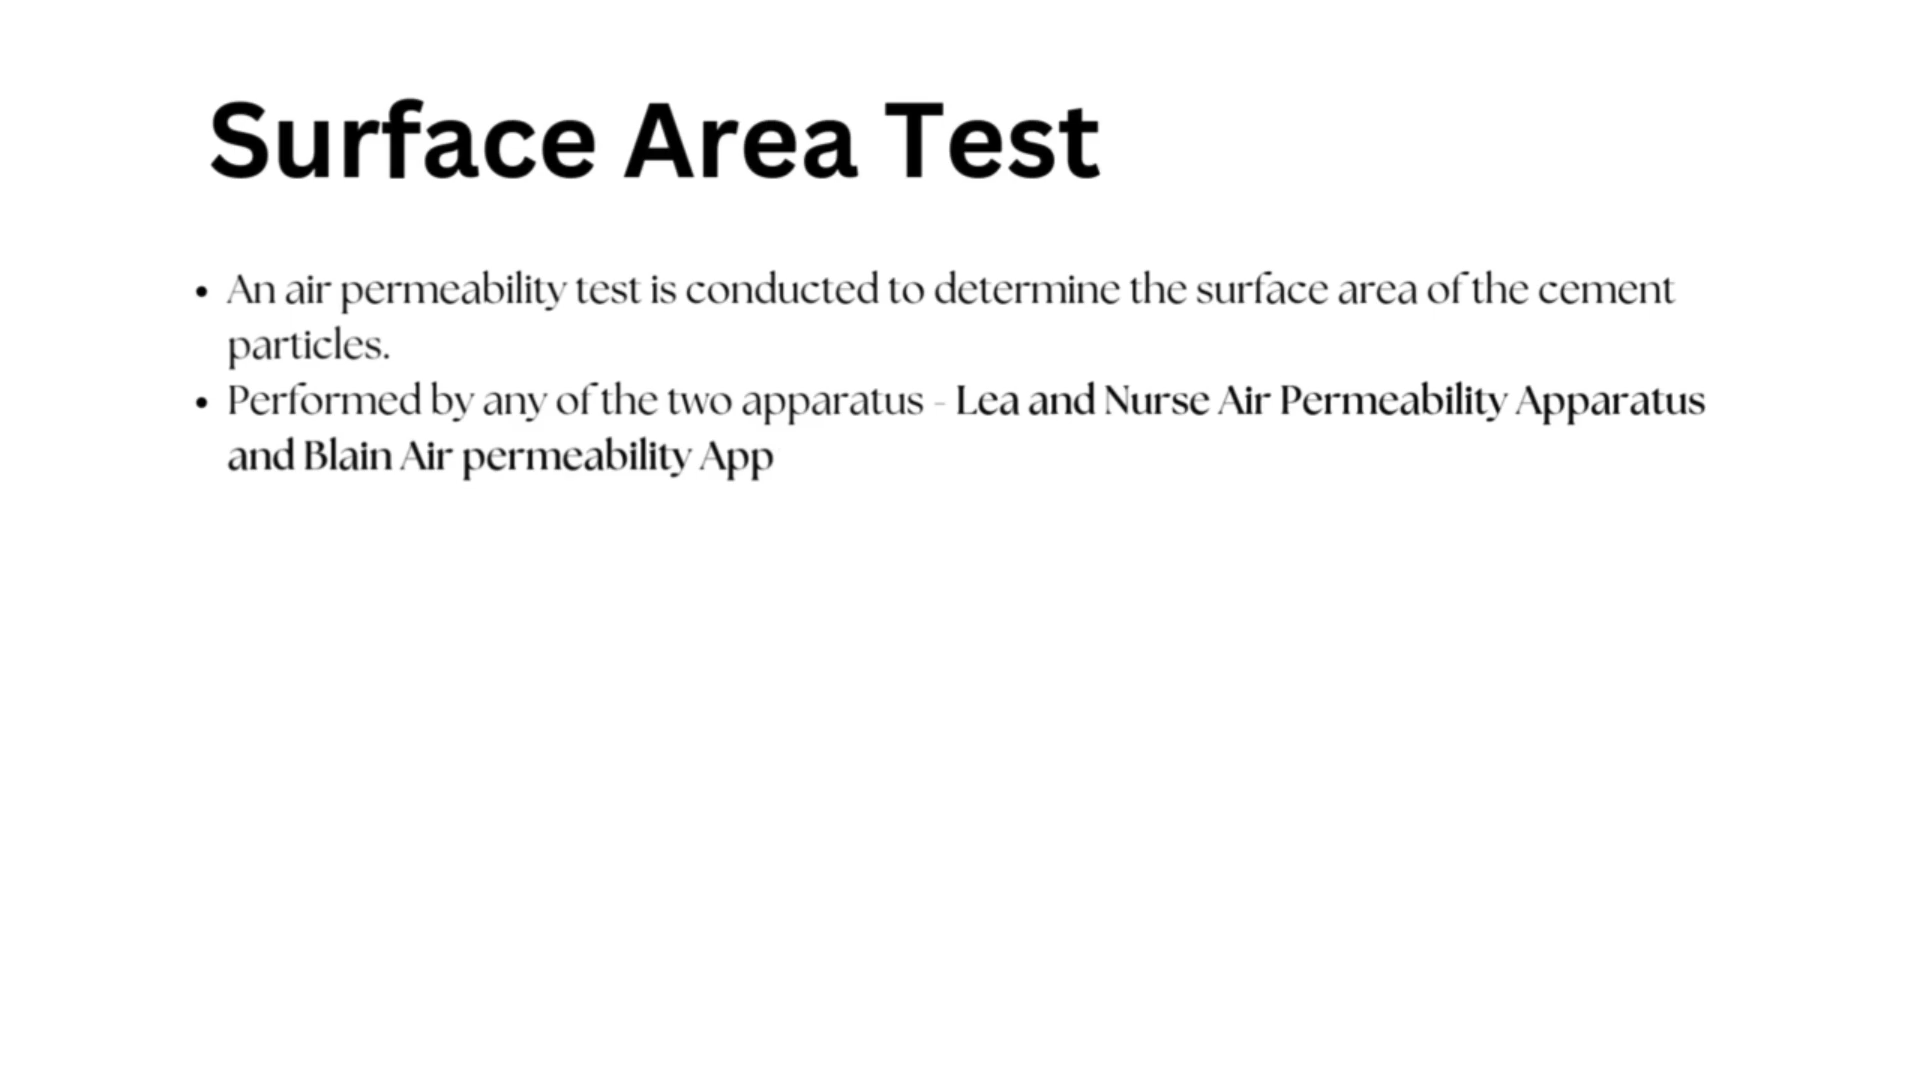 Surface Area Test
• An air permeability test is conducted to determine the surface area of the cement
particles.
• Performed by any of the two apparatus - Lea and Nurse Air Permeability Apparatus
and Blain Air permeability App